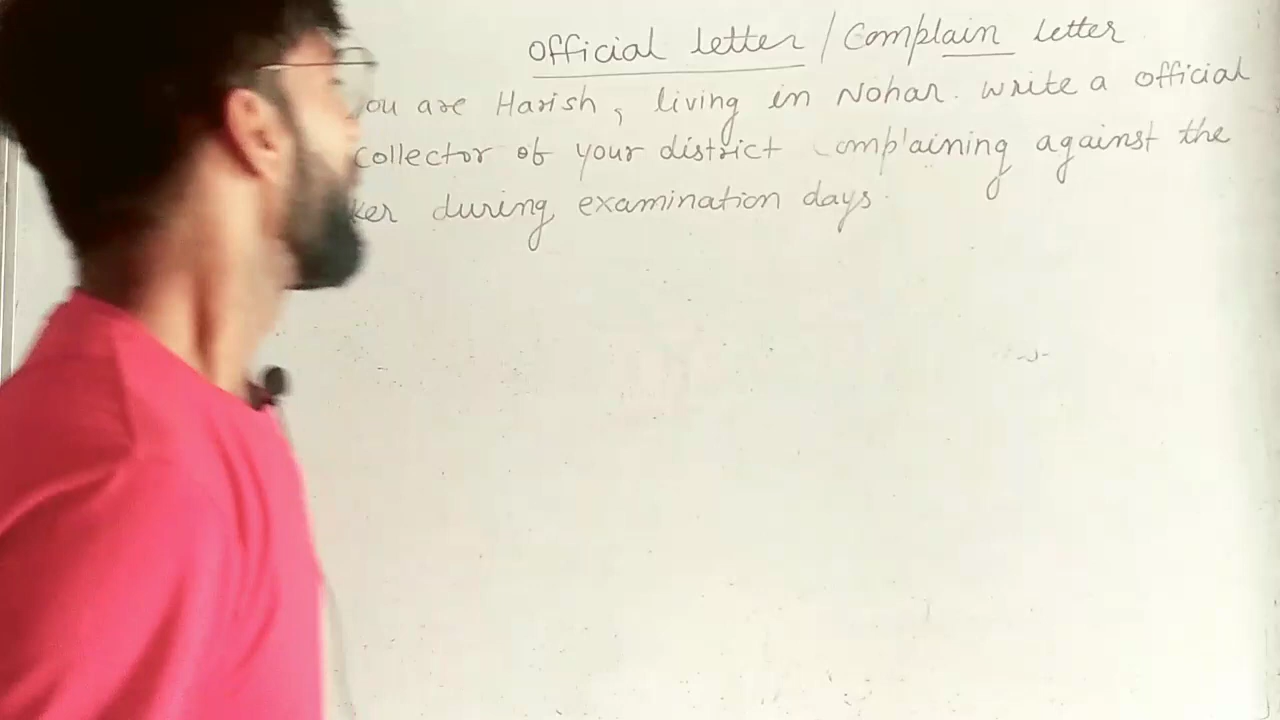 Official letter / Complain letter
ou are Harish, living in Nohar. write a official
collector of your district complaining against the
ker during examination days.